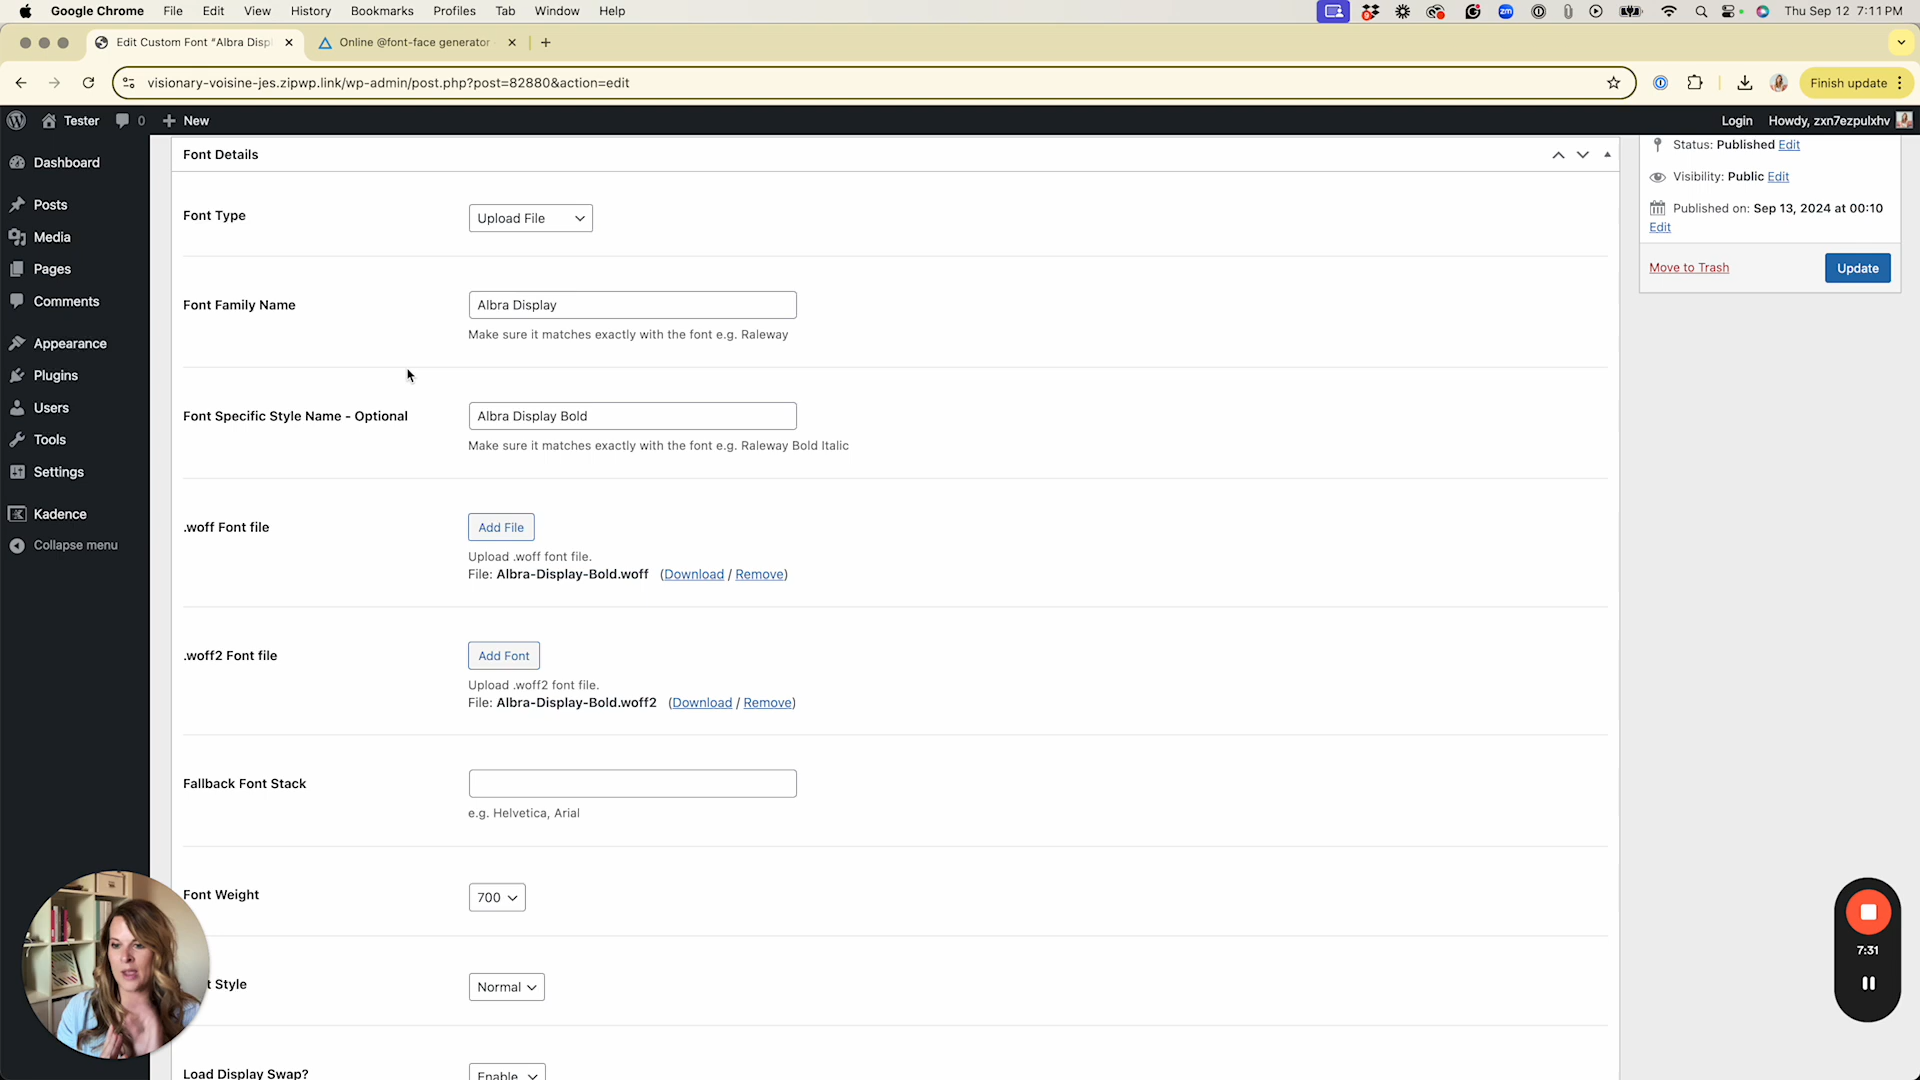 Google Chrome File Edit View History Bookmarks Profiles Tab Window Help zm Thu Sep 12 7:11 PM
Edit Custom Font “Albra Displ Online @font-face generator
visionary-voisine-jes.zipwp.link/wp-admin/post.php?post=82880&action=edit Finish update
Tester 0 New Login Howdy, zxn7ezpulxhv
Dashboard
Posts
Media
Pages
Comments
Appearance
Plugins
Users
Tools
Settings
Kadence
Collapse menu
Font Details
Font Type Upload File
Font Family Name Albra Display
Make sure it matches exactly with the font e.g. Raleway
Font Specific Style Name - Optional Albra Display Bold
Make sure it matches exactly with the font e.g. Raleway Bold Italic
.woff Font file Add File
Upload .woff font file.
File: Albra-Display-Bold.woff (Download / Remove)
.woff2 Font file Add Font
Upload .woff2 font file.
File: Albra-Display-Bold.woff2 (Download / Remove)
Fallback Font Stack
e.g. Helvetica, Arial
Font Weight 700
t Style Normal
Load Display Swap? Enable
Status: Published Edit
Visibility: Public Edit
Published on: Sep 13, 2024 at 00:10
Edit
Move to Trash Update
7:31